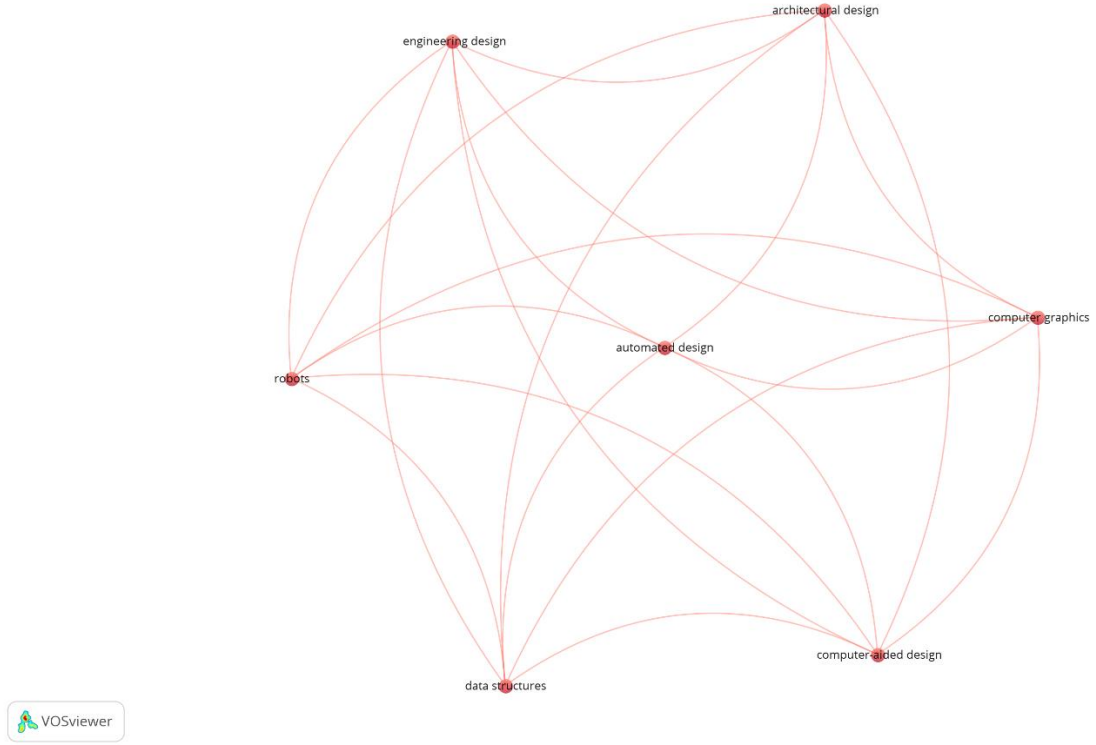 architectural design
engineering design
computer graphics
automated design
robots
computer-aided design
data structures
VOSviewer